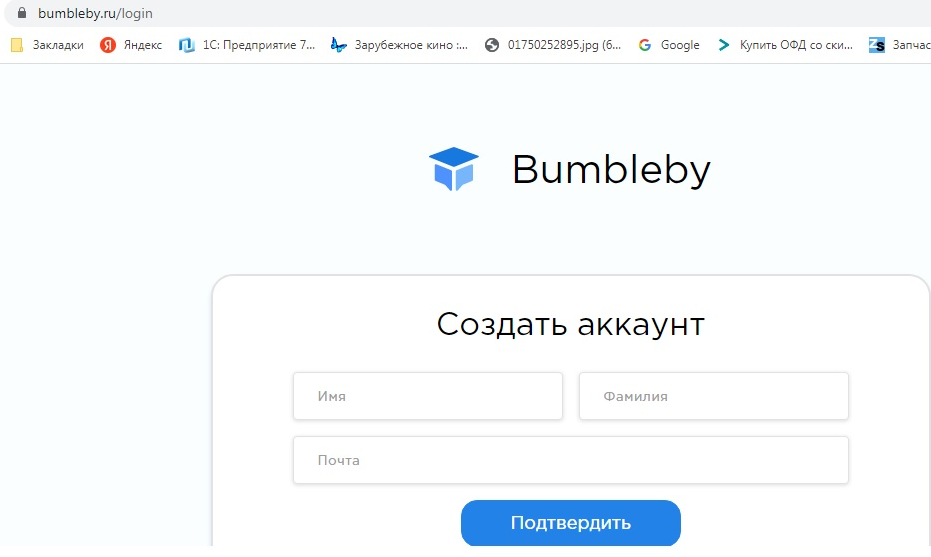 bumbleby.ru/login
Закладки Яндекс 1С: Предприятие 7... Зарубежное кино :... 01750252895.jpg (6... Google Купить ОФД со ски... Запчас
Bumbleby
Создать аккаунт
Имя Фамилия
Почта
Подтвердить